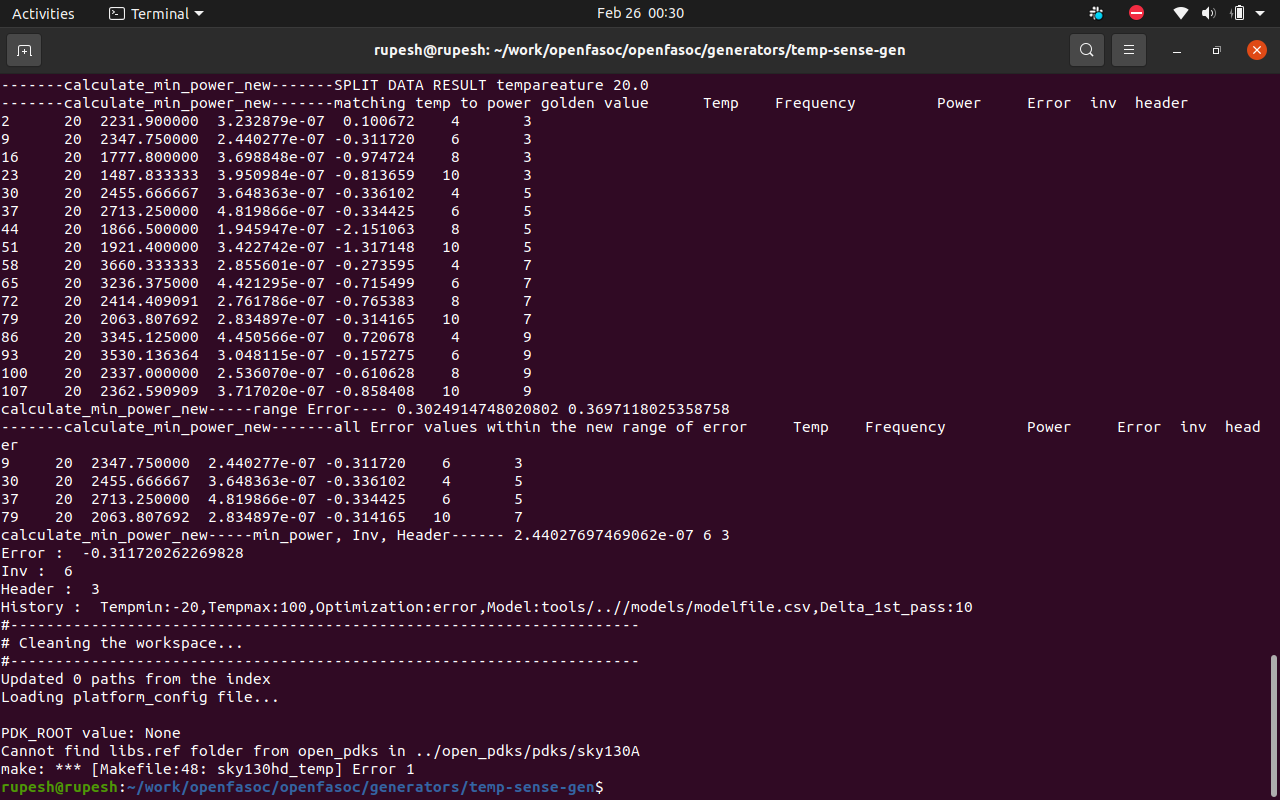 Activities Terminal Feb 26 00:30
rupesh@rupesh: ~/work/openfasoc/openfasoc/generators/temp-sense-gen
-------calculate_min_power_new-------SPLIT DATA RESULT tempareature 20.0
-------calculate_min_power_new-------matching temp to power golden value      Temp    Frequency         Power     Error  inv  header
2      20  2231.900000  3.232879e-07  0.100672    4       3
9      20  2347.750000  2.440277e-07 -0.311720    6       3
16     20  1777.800000  3.698848e-07 -0.974724    8       3
23     20  1487.833333  3.950984e-07 -0.813659   10       3
30     20  2455.666667  3.648363e-07 -0.336102    4       5
37     20  2713.250000  4.819866e-07 -0.334425    6       5
44     20  1866.500000  1.945947e-07 -2.151063    8       5
51     20  1921.400000  3.422742e-07 -1.317148   10       5
58     20  3660.333333  2.855601e-07 -0.273595    4       7
65     20  3236.375000  4.421295e-07 -0.715499    6       7
72     20  2414.409091  2.761786e-07 -0.765383    8       7
79     20  2063.807692  2.834897e-07 -0.314165   10       7
86     20  3345.125000  4.450566e-07  0.720678    4       9
93     20  3530.136364  3.048115e-07 -0.157275    6       9
100    20  2337.000000  2.536070e-07 -0.610628    8       9
107    20  2362.590909  3.717020e-07 -0.858408   10       9
calculate_min_power_new-----range Error---- 0.3024914748020802 0.3697118025358758
-------calculate_min_power_new-------all Error values within the new range of error     Temp    Frequency         Power     Error  inv  head
er
9     20  2347.750000  2.440277e-07 -0.311720    6       3
30    20  2455.666667  3.648363e-07 -0.336102    4       5
37    20  2713.250000  4.819866e-07 -0.334425    6       5
79    20  2063.807692  2.834897e-07 -0.314165   10       7
calculate_min_power_new-----min_power, Inv, Header------ 2.44027697469062e-07 6 3
Error :  -0.311720262269828
Inv :  6
Header :  3
History :  Tempmin:-20,Tempmax:100,Optimization:error,Model:tools/..//models/modelfile.csv,Delta_1st_pass:10
#----------------------------------------------------------------------
# Cleaning the workspace...
#----------------------------------------------------------------------
Updated 0 paths from the index
Loading platform_config file...
PDK_ROOT value: None
Cannot find libs.ref folder from open_pdks in ../open_pdks/pdks/sky130A
make: *** [Makefile:48: sky130hd_temp] Error 1
rupesh@rupesh:~/work/openfasoc/openfasoc/generators/temp-sense-gen$